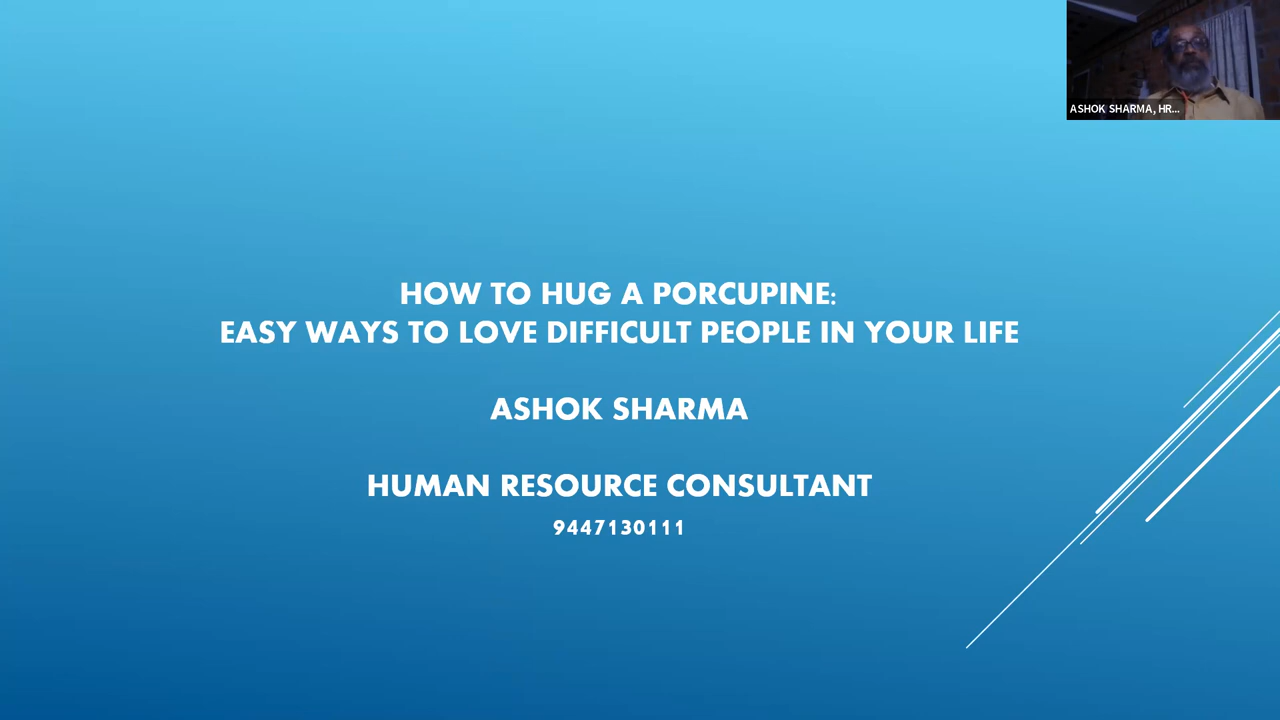 ASHOK SHARMA, HR...
HOW TO HUG A PORCUPINE:
EASY WAYS TO LOVE DIFFICULT PEOPLE IN YOUR LIFE
ASHOK SHARMA
HUMAN RESOURCE CONSULTANT
9447130111